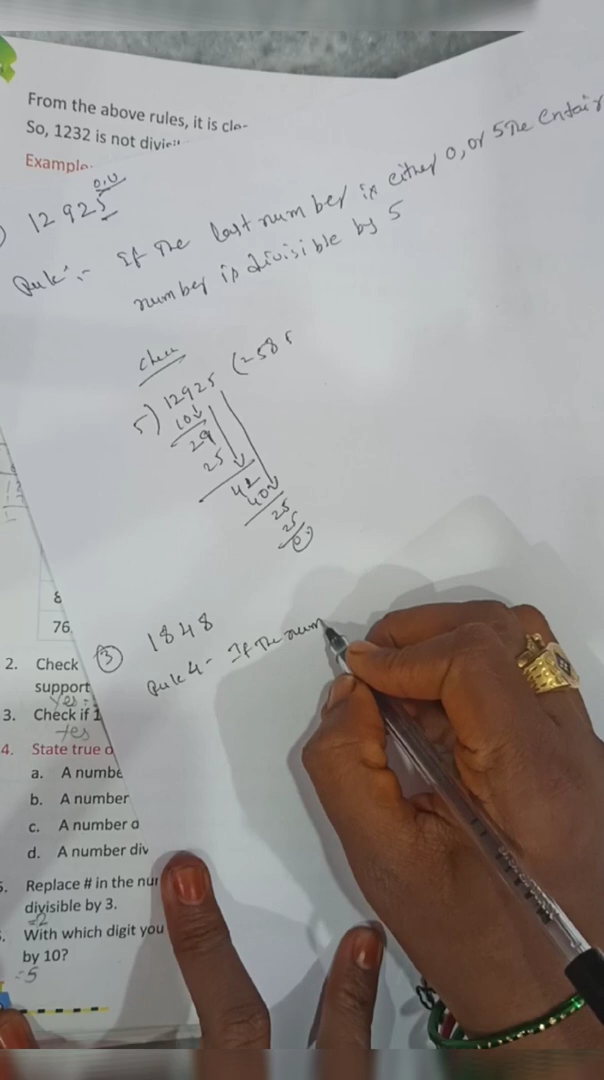 From the above rules, it is cle-
So, 1232 is not divis
Example
12925
0,0
Rule:- If The last number is either 0, or 5 The entair
number is divisible by 5
Check
5) 12925 (2585
10
29
25
42
40
25
25
0
8
76,
③ 1848
Rule 4- If The num
2. Check
support
yes
3. Check if 1
yes
4. State true o
a. A numbe
b. A number
c. A number a
d. A number div
Replace # in the nu
divisible by 3.
=2
With which digit you
by 10?
=5